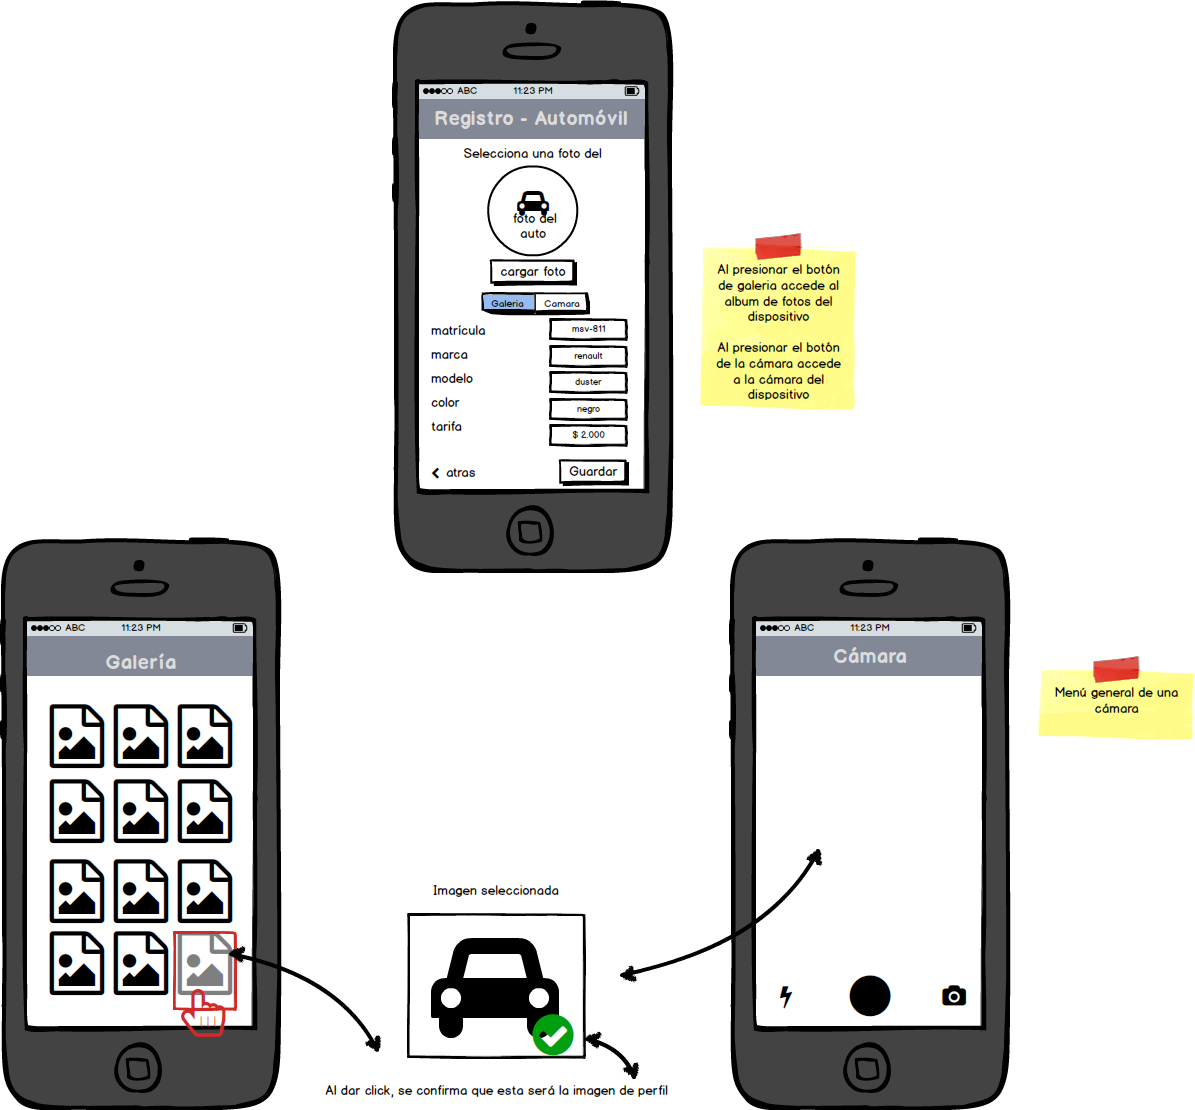 ABC 11:23 PM
Registro - Automóvil
Selecciona una foto del
foto del
auto
cargar foto
Galeria Camara
matrícula msv-811
marca renault
modelo duster
color negro
tarifa $ 2.000
atras Guardar
Al presionar el botón
de galeria accede al
album de fotos del
dispositivo
Al presionar el botón
de la cámara accede
a la cámara del
dispositivo
ABC 11:23 PM
Galería
Imagen seleccionada
Al dar click, se confirma que esta será la imagen de perfil
ABC 11:23 PM
Cámara
Menú general de una
cámara